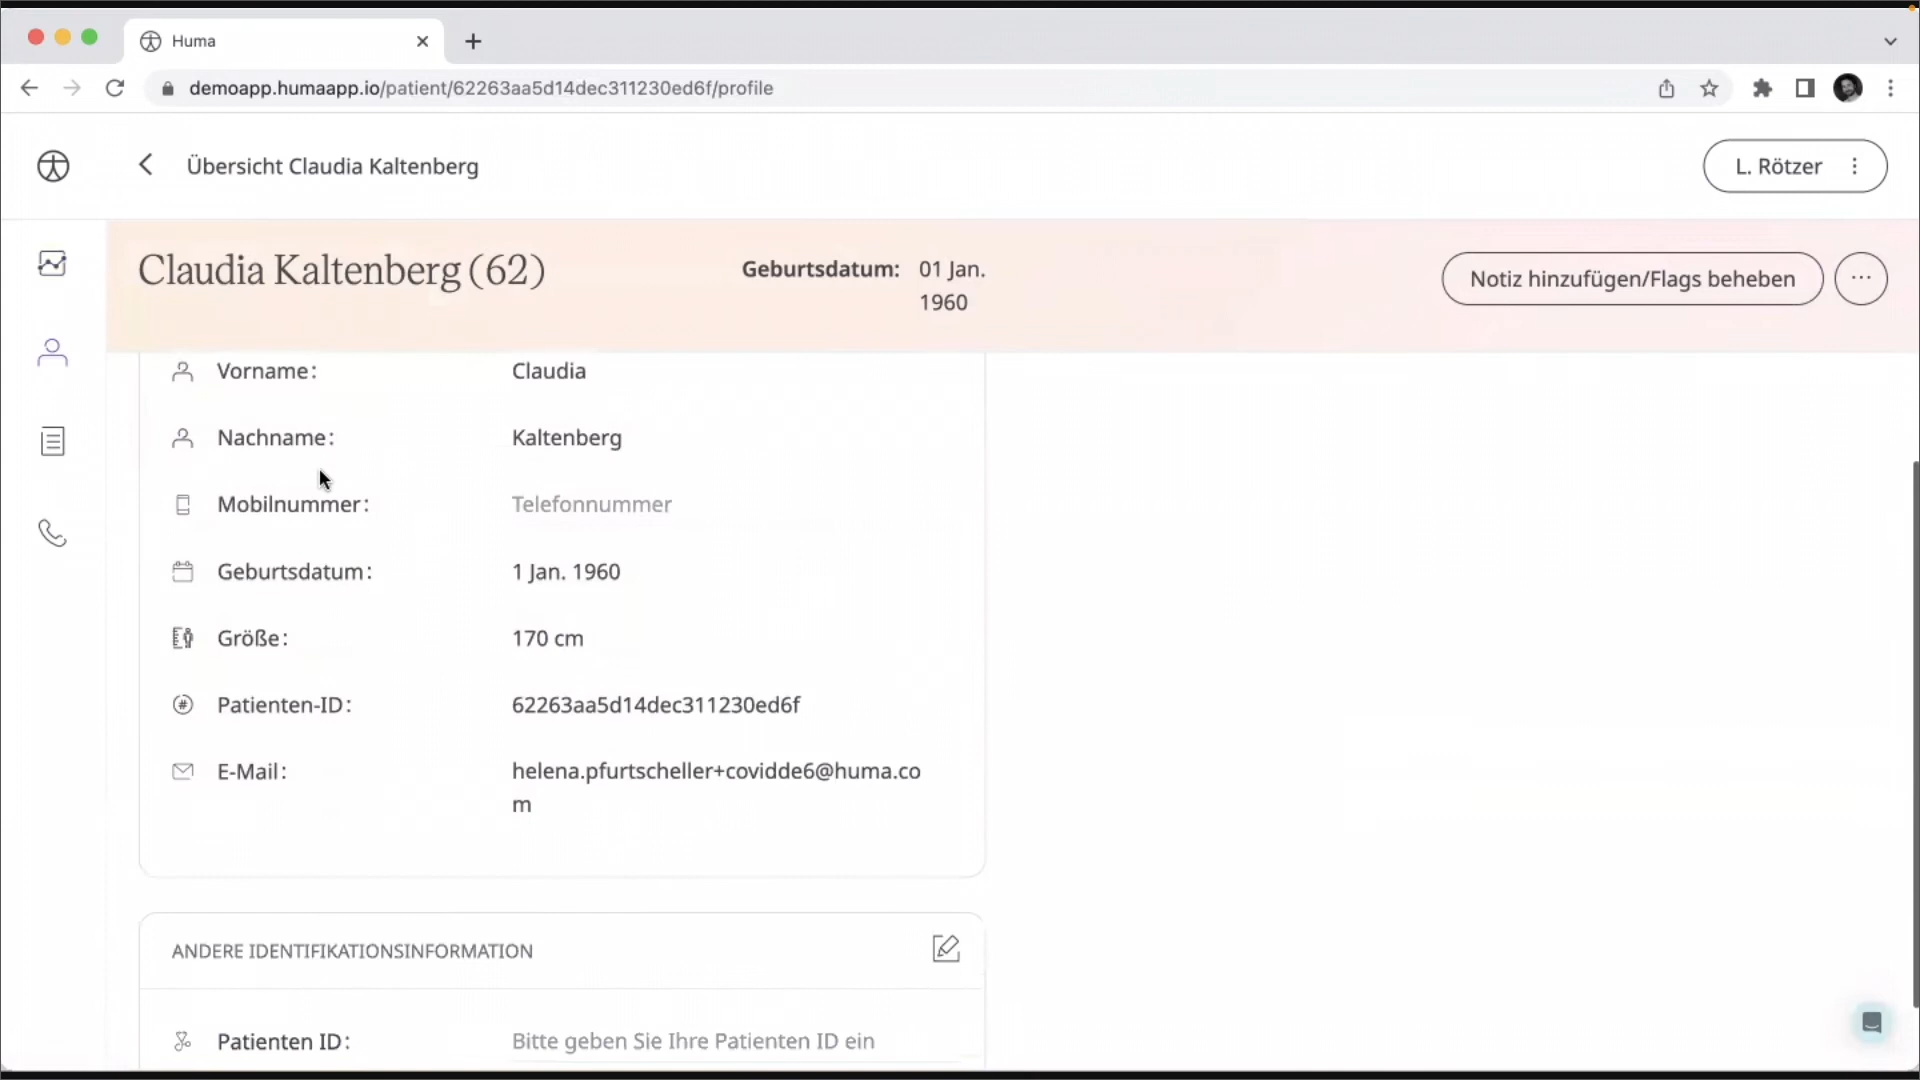 Huma
demoapp.humaapp.io/patient/62263aa5d14dec311230ed6f/profile
Übersicht Claudia Kaltenberg
L. Rötzer
Claudia Kaltenberg (62)
Geburtsdatum: 01 Jan.
1960
Notiz hinzufügen/Flags beheben
Vorname: Claudia
Nachname: Kaltenberg
Mobilnummer: Telefonnummer
Geburtsdatum: 1 Jan. 1960
Größe: 170 cm
Patienten-ID: 62263aa5d14dec311230ed6f
E-Mail: helena.pfurtscheller+covidde6@huma.co
m
ANDERE IDENTIFIKATIONSINFORMATION
Patienten ID: Bitte geben Sie Ihre Patienten ID ein